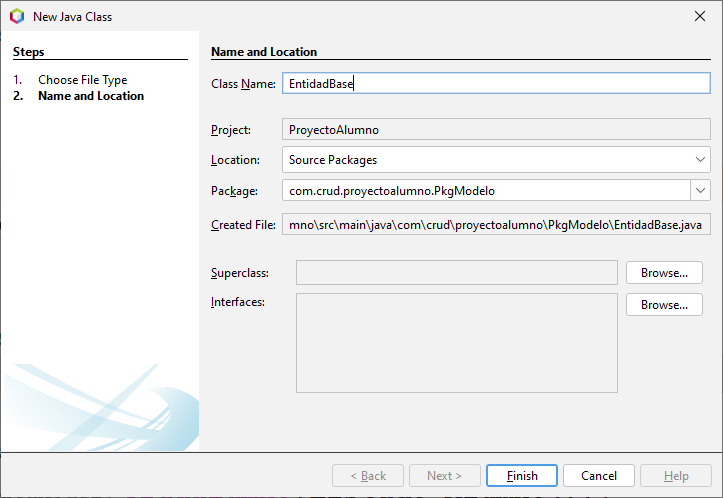 New Java Class
Steps
1. Choose File Type
2. Name and Location
Name and Location
Class Name: EntidadBase
Project: ProyectoAlumno
Location: Source Packages
Package: com.crud.proyectoalumno.PkgModelo
Created File: mno\src\main\java\com\crud\proyectoalumno\PkgModelo\EntidadBase.java
Superclass: Browse...
Interfaces: Browse...
< Back Next > Finish Cancel Help